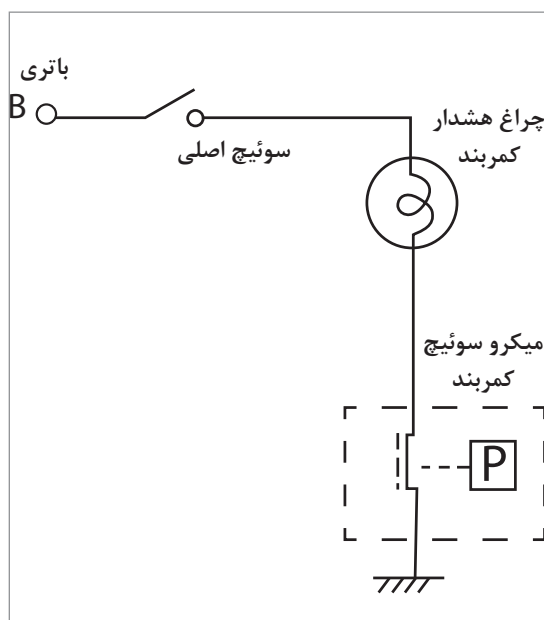 باتری
B
سوئیچ اصلی
چراغ هشدار
کمربند
میکرو سوئیچ
کمربند
P